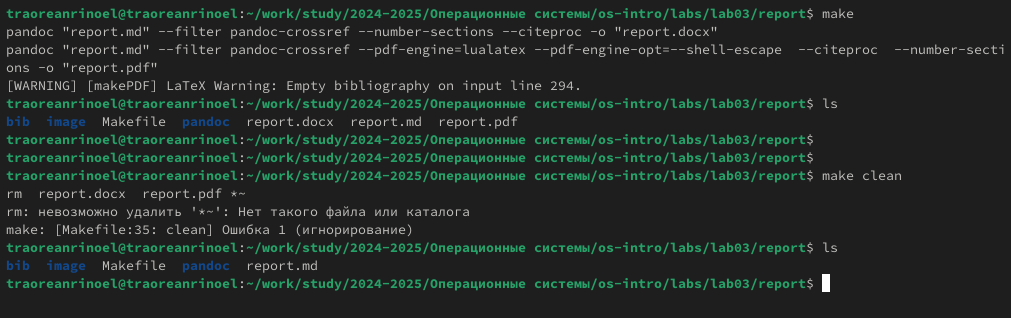 traoreanrinoel@traoreanrinoel:~/work/study/2024-2025/Операционные системы/os-intro/labs/lab03/report$ make
pandoc "report.md" --filter pandoc-crossref --number-sections --citeproc -o "report.docx"
pandoc "report.md" --filter pandoc-crossref --pdf-engine=lualatex --pdf-engine-opt=--shell-escape  --citeproc  --number-secti
ons -o "report.pdf"
[WARNING] [makePDF] LaTeX Warning: Empty bibliography on input line 294.
traoreanrinoel@traoreanrinoel:~/work/study/2024-2025/Операционные системы/os-intro/labs/lab03/report$ ls
bib  image  Makefile  pandoc  report.docx  report.md  report.pdf
traoreanrinoel@traoreanrinoel:~/work/study/2024-2025/Операционные системы/os-intro/labs/lab03/report$
traoreanrinoel@traoreanrinoel:~/work/study/2024-2025/Операционные системы/os-intro/labs/lab03/report$
traoreanrinoel@traoreanrinoel:~/work/study/2024-2025/Операционные системы/os-intro/labs/lab03/report$ make clean
rm  report.docx  report.pdf *~
rm: невозможно удалить '*~': Нет такого файла или каталога
make: [Makefile:35: clean] Ошибка 1 (игнорирование)
traoreanrinoel@traoreanrinoel:~/work/study/2024-2025/Операционные системы/os-intro/labs/lab03/report$ ls
bib  image  Makefile  pandoc  report.md
traoreanrinoel@traoreanrinoel:~/work/study/2024-2025/Операционные системы/os-intro/labs/lab03/report$